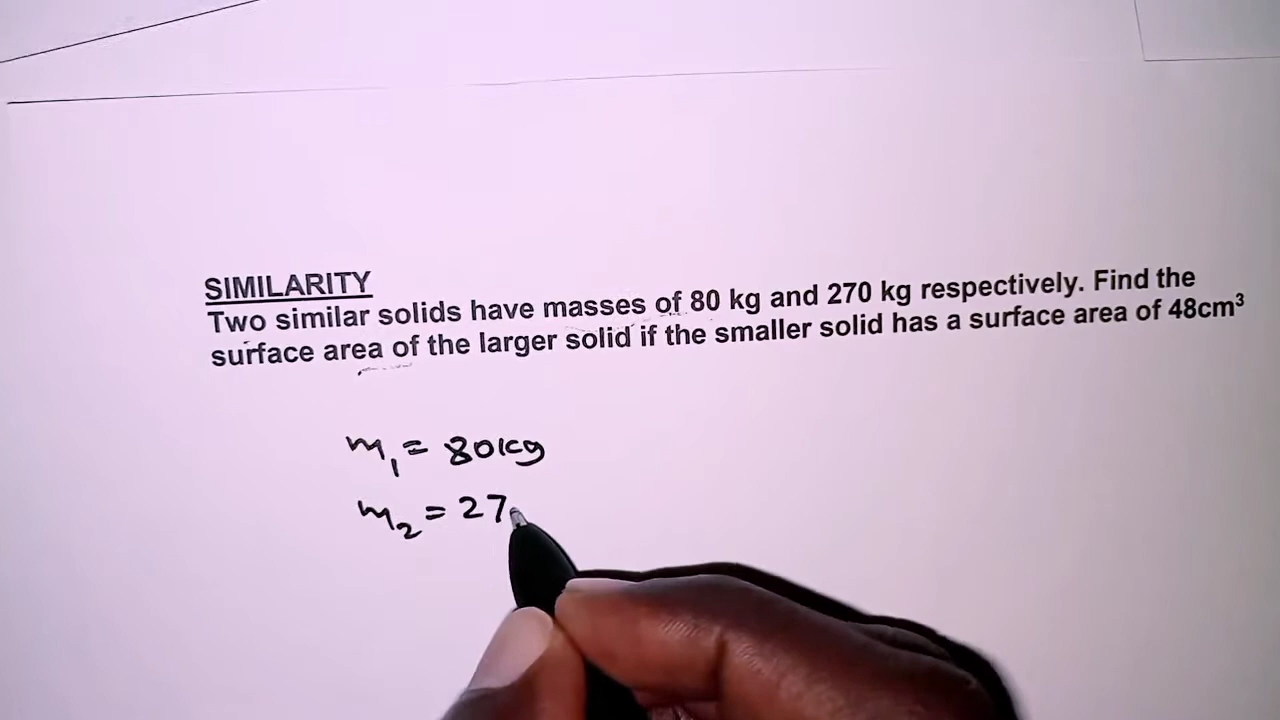 SIMILARITY
Two similar solids have masses of 80 kg and 270 kg respectively. Find the
surface area of the larger solid if the smaller solid has a surface area of 48cm³
m₁ = 80kg
m₂ = 27